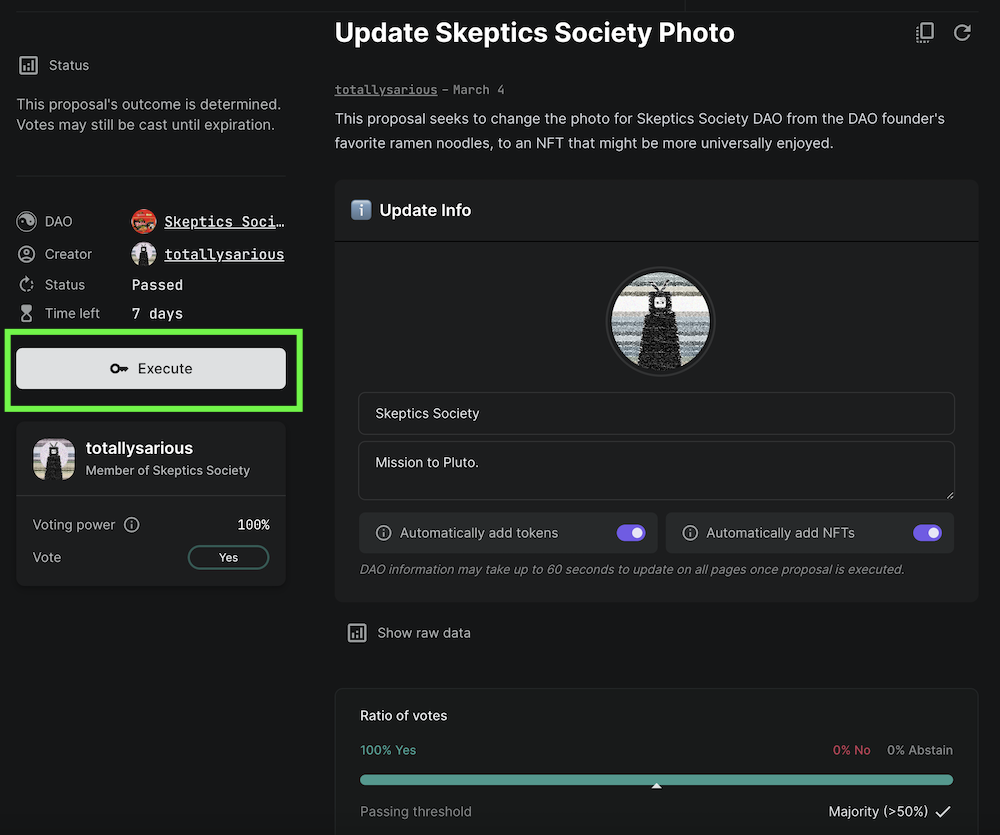 Status
This proposal's outcome is determined.
Votes may still be cast until expiration.
DAO Skeptics Soci…
Creator totallysarious
Status Passed
Time left 7 days
Execute
totallysarious
Member of Skeptics Society
Voting power 100%
Vote Yes
Update Skeptics Society Photo
totallysarious – March 4
This proposal seeks to change the photo for Skeptics Society DAO from the DAO founder's
favorite ramen noodles, to an NFT that might be more universally enjoyed.
Update Info
Skeptics Society
Mission to Pluto.
Automatically add tokens Automatically add NFTs
DAO information may take up to 60 seconds to update on all pages once proposal is executed.
Show raw data
Ratio of votes
100% Yes 0% No 0% Abstain
Passing threshold Majority (>50%)